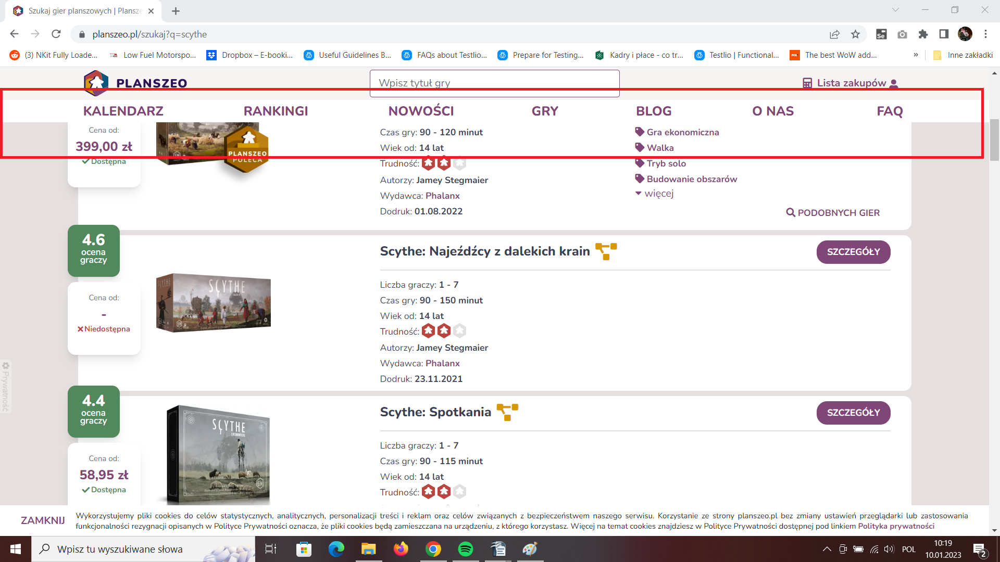 Szukaj gier planszowych | Plansze
planszeo.pl/szukaj?q=scythe
(3) NKit Fully Loade...
Low Fuel Motorspo...
Dropbox – E-booki...
Useful Guidelines B...
FAQs about Testlio...
Prepare for Testing...
Kadry i płace - co tr...
Testlio | Functional...
The best WoW add...
»
Inne zakładki
PLANSZEO
Wpisz tytuł gry
Lista zakupów
KALENDARZ
RANKINGI
NOWOŚCI
GRY
BLOG
O NAS
FAQ
Cena od:
399,00 zł
Dostępna
PLANSZEO
POLECA
Czas gry: 90 - 120 minut
Wiek od: 14 lat
Trudność:
Autorzy: Jamey Stegmaier
Wydawca: Phalanx
Dodruk: 01.08.2022
Gra ekonomiczna
Walka
Tryb solo
Budowanie obszarów
więcej
PODOBNYCH GIER
4.6
ocena
graczy
Cena od:
-
Niedostępna
SCYTHE
Scythe: Najeźdźcy z dalekich krain
SZCZEGÓŁY
Liczba graczy: 1 - 7
Czas gry: 90 - 150 minut
Wiek od: 14 lat
Trudność:
Autorzy: Jamey Stegmaier
Wydawca: Phalanx
Dodruk: 23.11.2021
4.4
ocena
graczy
Cena od:
58,95 zł
Dostępna
SCYTHE
ENCOUNTERS
Scythe: Spotkania
SZCZEGÓŁY
Liczba graczy: 1 - 7
Czas gry: 90 - 115 minut
Wiek od: 14 lat
Trudność:
Prywatność
ZAMKNIJ
Wykorzystujemy pliki cookies do celów statystycznych, analitycznych, personalizacji treści i reklam oraz celów związanych z bezpieczeństwem naszego serwisu. Korzystanie ze strony planszeo.pl bez zmiany ustawień przeglądarki lub zastosowania
funkcjonalności rezygnacji opisanych w Polityce Prywatności oznacza, że pliki cookies będą zamieszczana na urządzeniu, z którego korzystasz. Więcej na temat cookies znajdziesz w Polityce Prywatności dostępnej pod linkiem Polityka prywatności
Wpisz tu wyszukiwane słowa
POL
10:19
10.01.2023
2